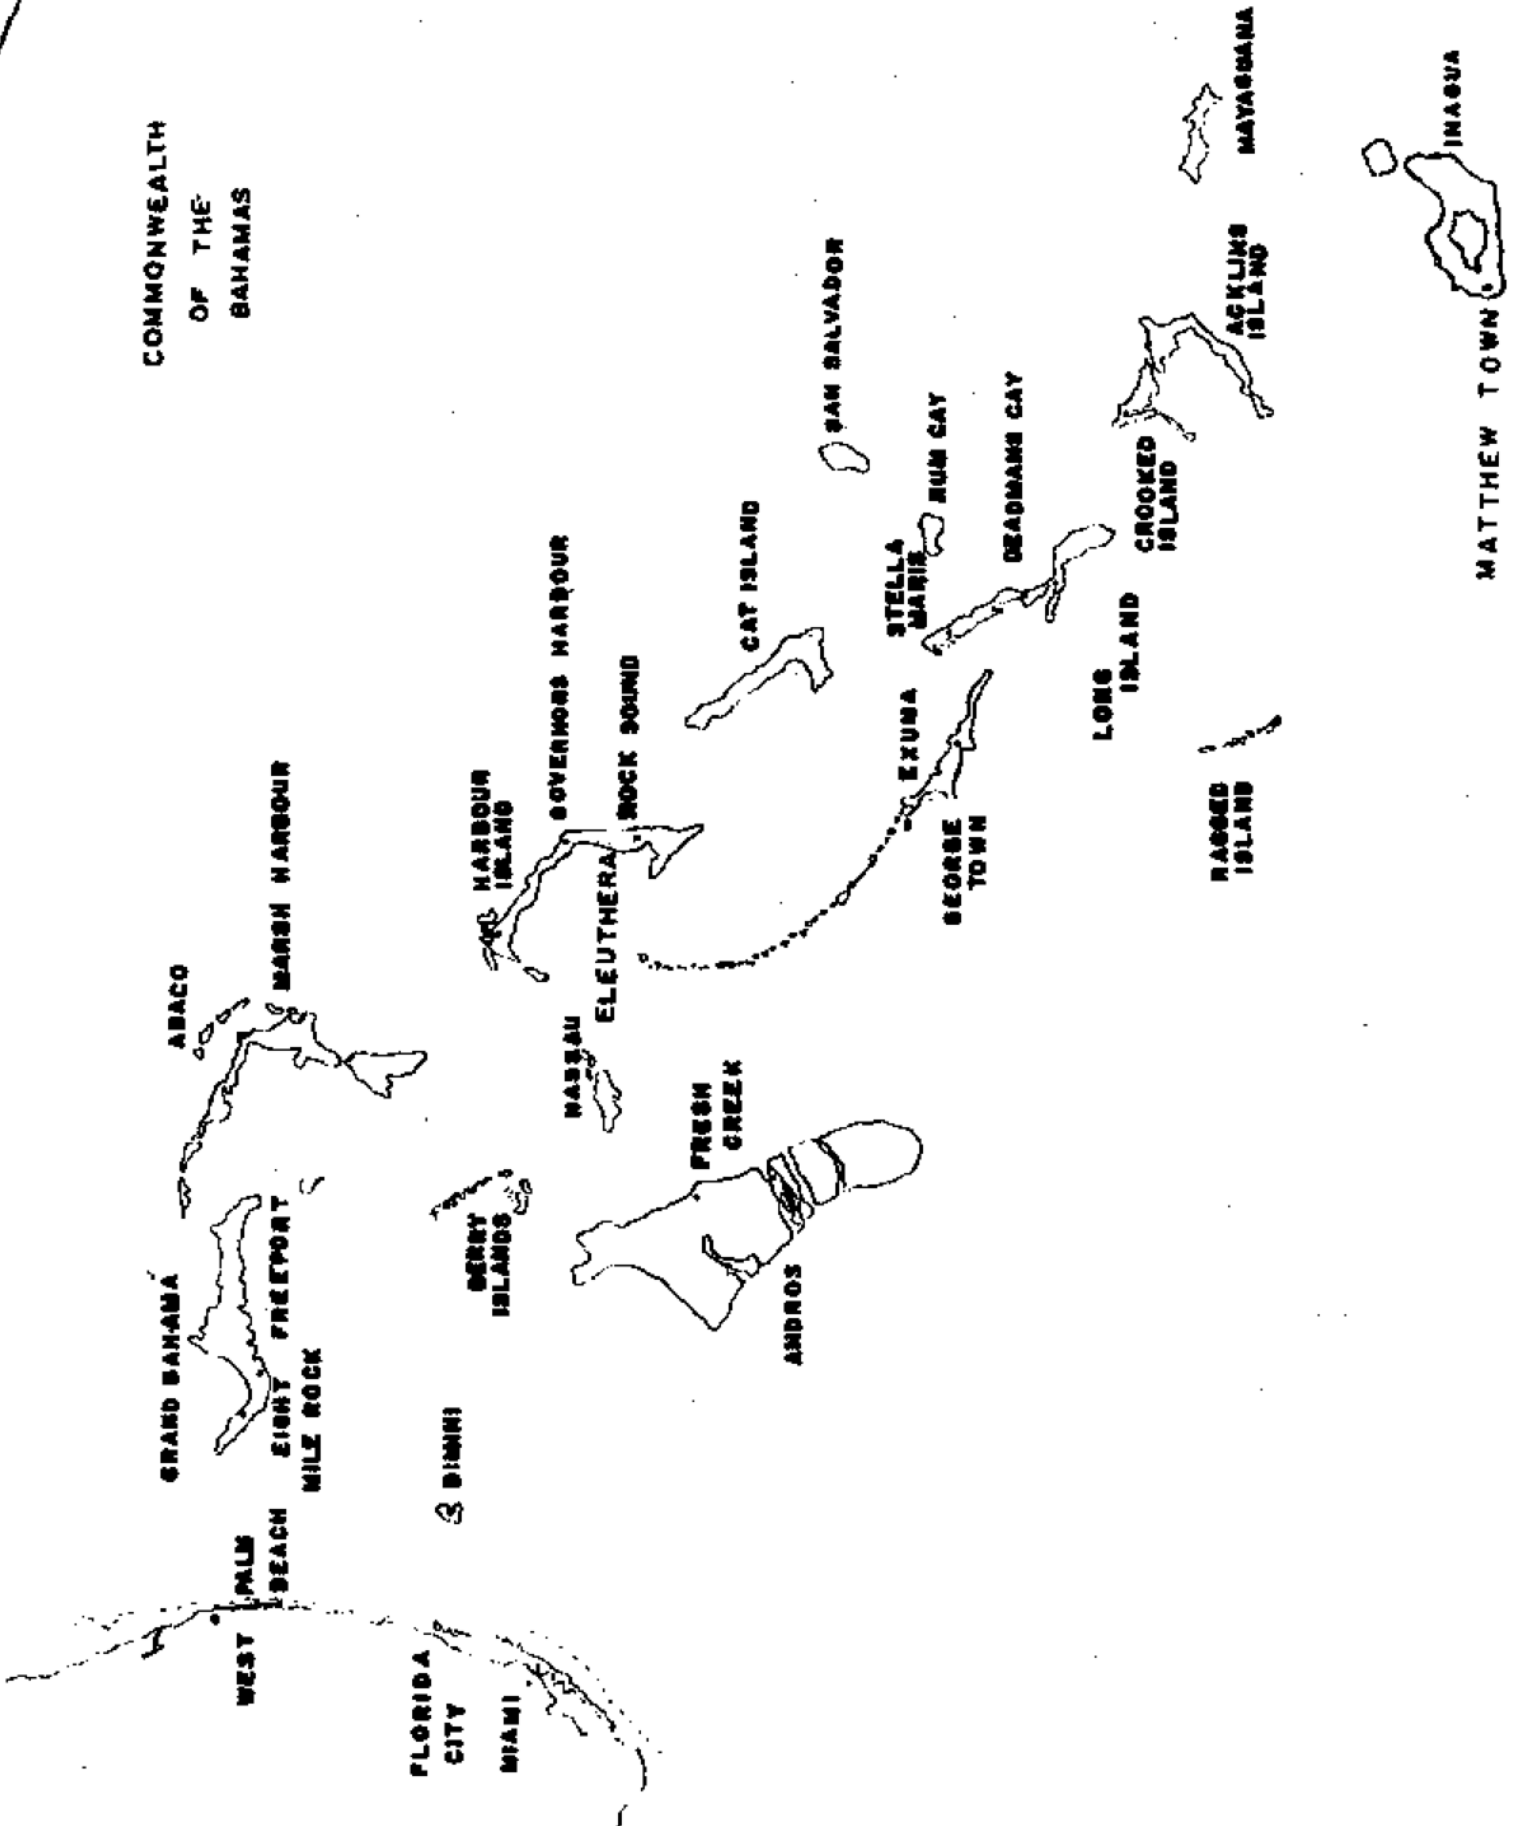 COMMONWEALTH
OF THE
BAHAMAS
ABACO
GRAND BAHAMA
MARSH HARBOUR
WEST PALM
BEACH
EIGHT
MILE ROCK
FREEPORT
FLORIDA
CITY
BIMINI
BERRY
ISLANDS
HARBOUR
ISLAND
MIAMI
NASSAU
GOVERNORS HARBOUR
ELEUTHERA
ROCK SOUND
FRESH
CREEK
CAT ISLAND
ANDROS
SAN SALVADOR
STELLA
MARIS
RUM CAY
EXUMA
GEORGE
TOWN
DEADMANS CAY
LONG
ISLAND
CROOKED
ISLAND
RAGGED
ISLAND
ACKLINS
ISLAND
MAYAGUANA
INAGUA
MATTHEW TOWN